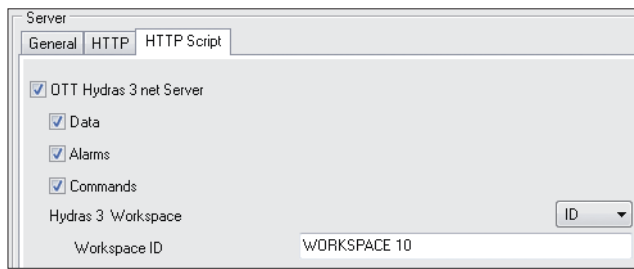 Server
General HTTP HTTP Script
OTT Hydras 3 net Server
Data
Alarms
Commands
Hydras 3 Workspace ID
Workspace ID WORKSPACE 10